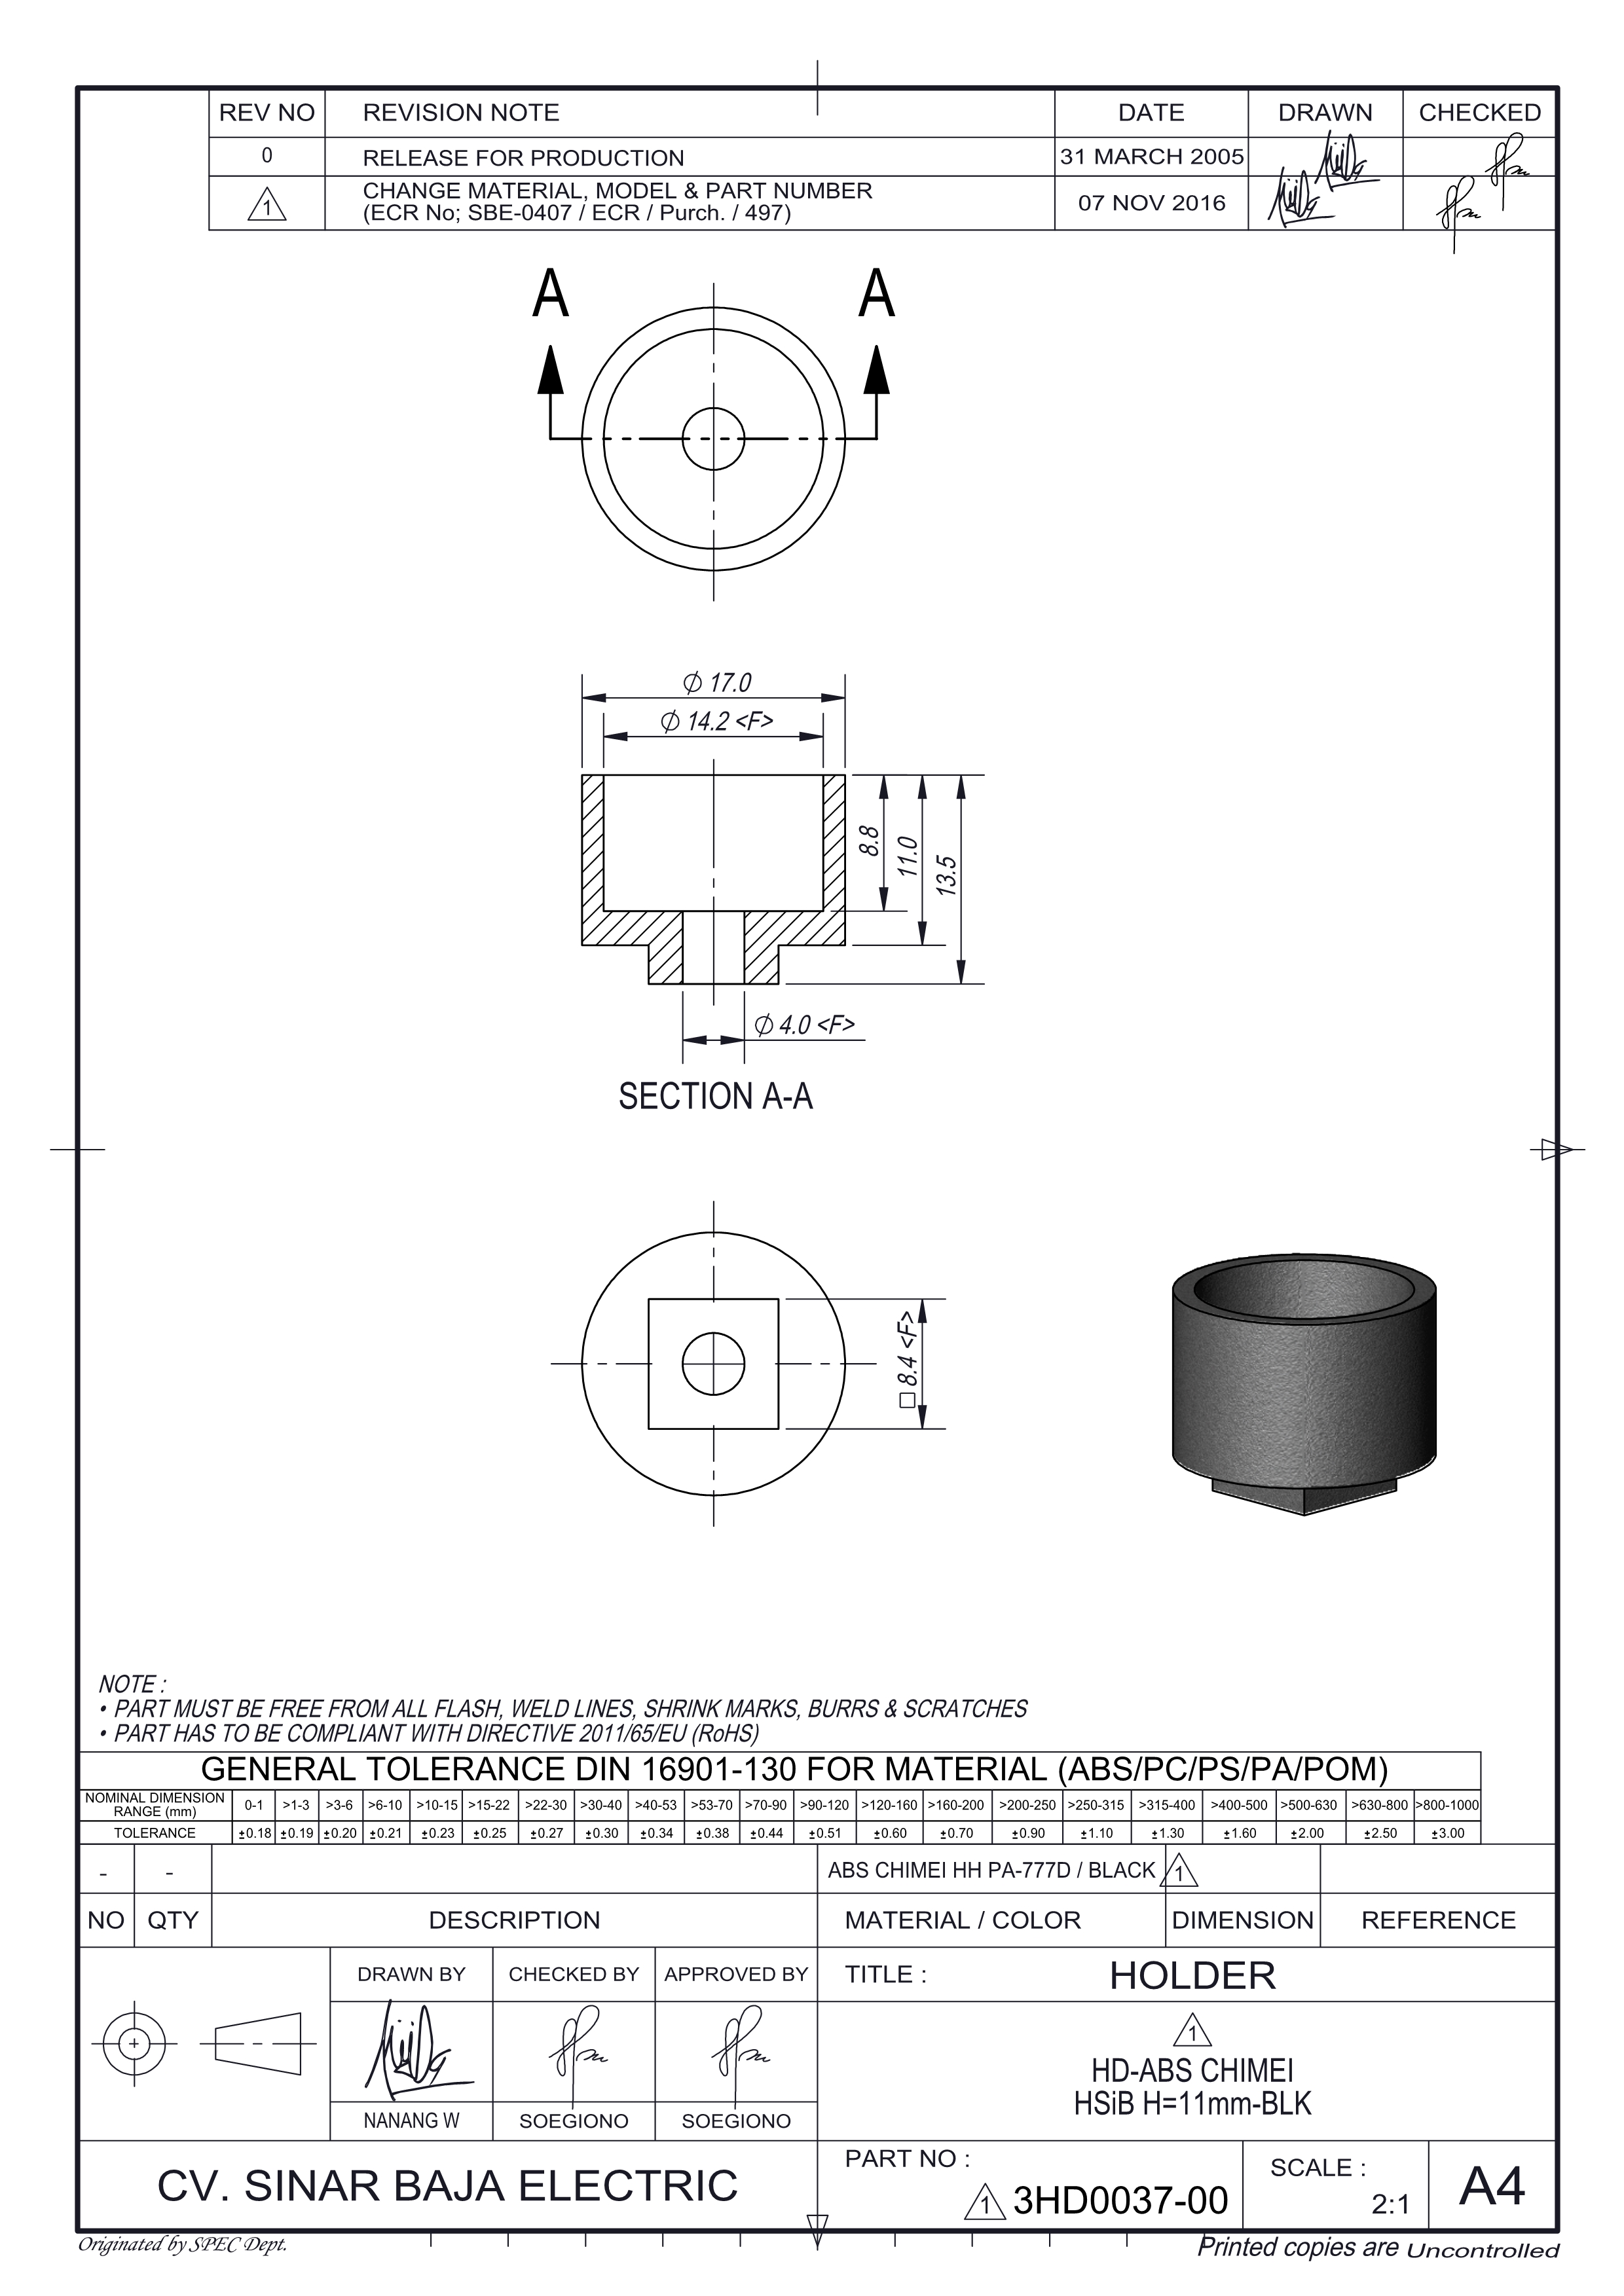 REV NO REVISION NOTE DATE DRAWN CHECKED
0 RELEASE FOR PRODUCTION 31 MARCH 2005
1 CHANGE MATERIAL, MODEL & PART NUMBER 07 NOV 2016
(ECR No; SBE-0407 / ECR / Purch. / 497)
A A
Ø 17.0
Ø 14.2 <F>
8.8
11.0
13.5
Ø 4.0 <F>
SECTION A-A
□ 8.4 <F>
NOTE :
• PART MUST BE FREE FROM ALL FLASH, WELD LINES, SHRINK MARKS, BURRS & SCRATCHES
• PART HAS TO BE COMPLIANT WITH DIRECTIVE 2011/65/EU (RoHS)
GENERAL TOLERANCE DIN 16901-130 FOR MATERIAL (ABS/PC/PS/PA/POM)
NOMINAL DIMENSION RANGE (mm) 0-1 >1-3 >3-6 >6-10 >10-15 >15-22 >22-30 >30-40 >40-53 >53-70 >70-90 >90-120 >120-160 >160-200 >200-250 >250-315 >315-400 >400-500 >500-630 >630-800 >800-1000
TOLERANCE ±0.18 ±0.19 ±0.20 ±0.21 ±0.23 ±0.25 ±0.27 ±0.30 ±0.34 ±0.38 ±0.44 ±0.51 ±0.60 ±0.70 ±0.90 ±1.10 ±1.30 ±1.60 ±2.00 ±2.50 ±3.00
- - ABS CHIMEI HH PA-777D / BLACK 1
NO QTY DESCRIPTION MATERIAL / COLOR DIMENSION REFERENCE
DRAWN BY CHECKED BY APPROVED BY TITLE : HOLDER
1
HD-ABS CHIMEI
HSiB H=11mm-BLK
NANANG W SOEGIONO SOEGIONO
CV. SINAR BAJA ELECTRIC
PART NO :
1 3HD0037-00
SCALE :
2:1
A4
Originated by SPEC Dept.
Printed copies are Uncontrolled